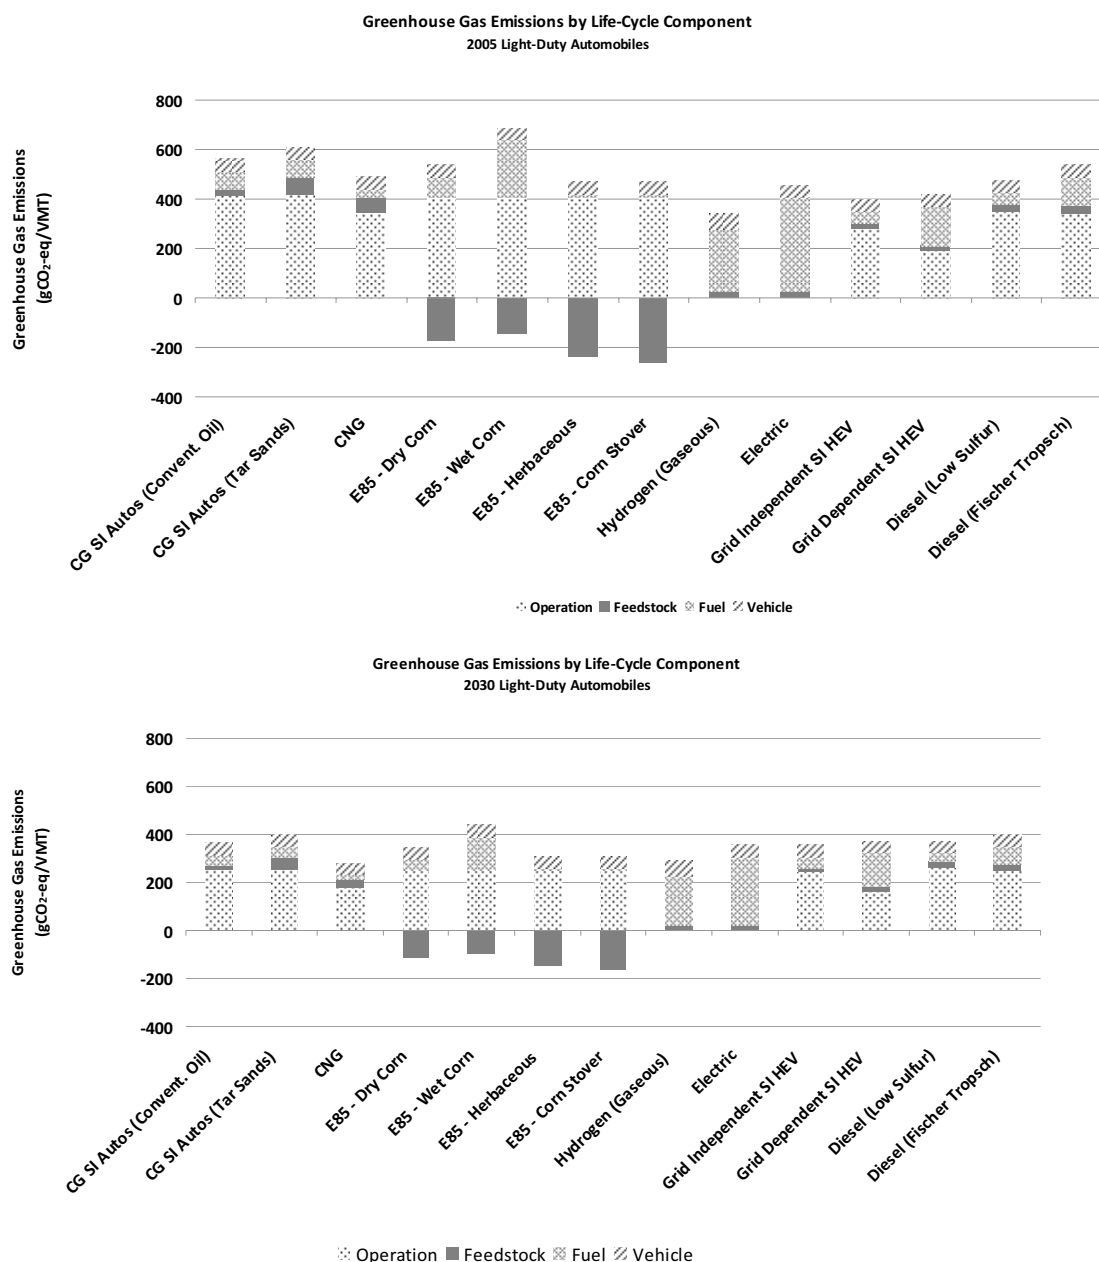 Greenhouse Gas Emissions by Life-Cycle Component
2005 Light-Duty Automobiles
Greenhouse Gas Emissions
(gCO₂-eq/VMT)
800
600
400
200
0
-200
-400
CG SI Autos (Convent. Oil)
CG SI Autos (Tar Sands)
CNG
E85 - Dry Corn
E85 - Wet Corn
E85 - Herbaceous
E85 - Corn Stover
Hydrogen (Gaseous)
Electric
Grid Independent SI HEV
Grid Dependent SI HEV
Diesel (Low Sulfur)
Diesel (Fischer Tropsch)
Operation Feedstock Fuel Vehicle
Greenhouse Gas Emissions by Life-Cycle Component
2030 Light-Duty Automobiles
Greenhouse Gas Emissions
(gCO₂-eq/VMT)
800
600
400
200
0
-200
-400
CG SI Autos (Convent. Oil)
CG SI Autos (Tar Sands)
CNG
E85 - Dry Corn
E85 - Wet Corn
E85 - Herbaceous
E85 - Corn Stover
Hydrogen (Gaseous)
Electric
Grid Independent SI HEV
Grid Dependent SI HEV
Diesel (Low Sulfur)
Diesel (Fischer Tropsch)
Operation Feedstock Fuel Vehicle